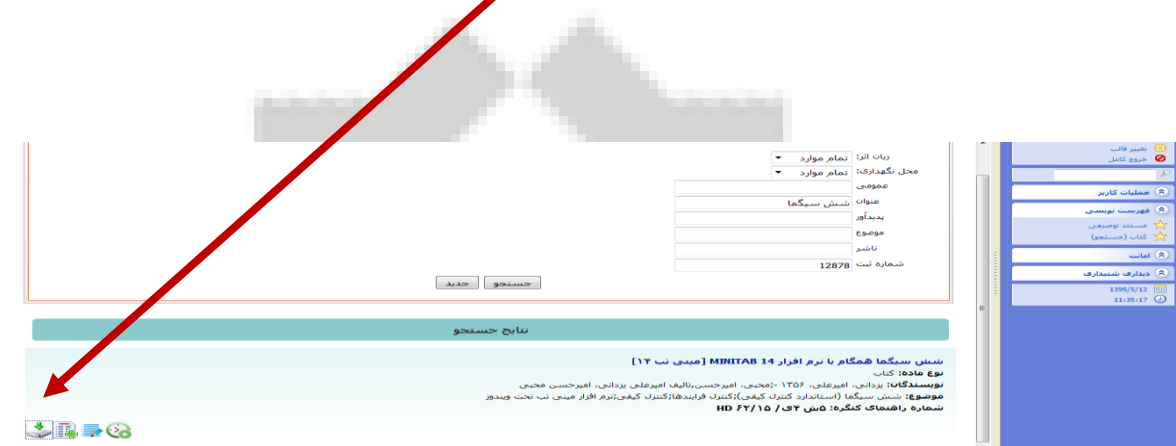 زبان اثر: تمام موارد
محل نگهداری: تمام موارد
عمومی
عنوان شش سیگما
پدیدآور
موضوع
ناشر
شماره ثبت 12878
جستجو جدید
نتایج جستجو
شش سیگما همگام با نرم افزار MINITAB 14 [مینی تب ۱۴]
نوع ماده: کتاب
نویسندگان: یزدانی، امیرعلی، ۱۳۵۶ -;محبی، امیرحسن,تالیف امیرعلی یزدانی، امیرحسن محبی
موضوع: شش سیگما (استاندارد کنترل کیفی);کنترل فرایندها;کنترل کیفی;نرم افزار مینی تب تحت ویندوز
شماره راهنمای کنگره: ۵ش ۴ی/ ۶۲/۱۵ HD
تغییر قالب
خروج کامل
عملیات کاربر
فهرست نویسی
مستند توصیفی
کتاب (جستجو)
امانت
دیداری شنیداری
1395/5/12
11:35:17